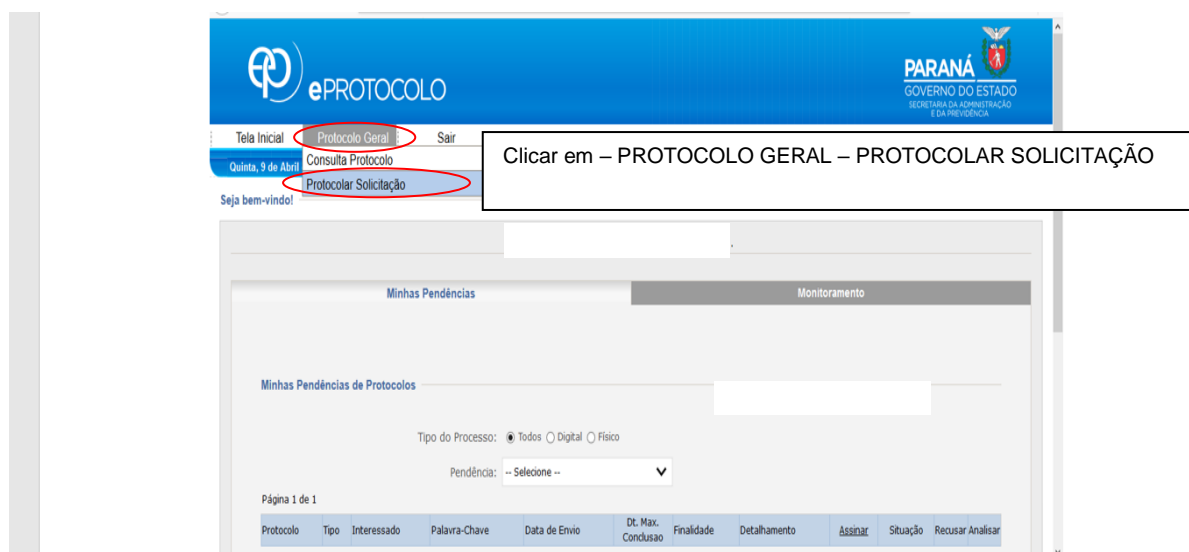 ePROTOCOLO
PARANÁ
GOVERNO DO ESTADO
SECRETARIA DA ADMINISTRAÇÃO
E DA PREVIDÊNCIA
Tela Inicial Protocolo Geral Sair
Quinta, 9 de Abril
Consulta Protocolo
Protocolar Solicitação
Clicar em – PROTOCOLO GERAL – PROTOCOLAR SOLICITAÇÃO
Seja bem-vindo!
Minhas Pendências Monitoramento
Minhas Pendências de Protocolos
Tipo do Processo: Todos Digital Físico
Pendência: -- Selecione --
Página 1 de 1
Protocolo Tipo Interessado Palavra-Chave Data de Envio Dt. Max. Conclusao Finalidade Detalhamento Assinar Situação Recusar Analisar